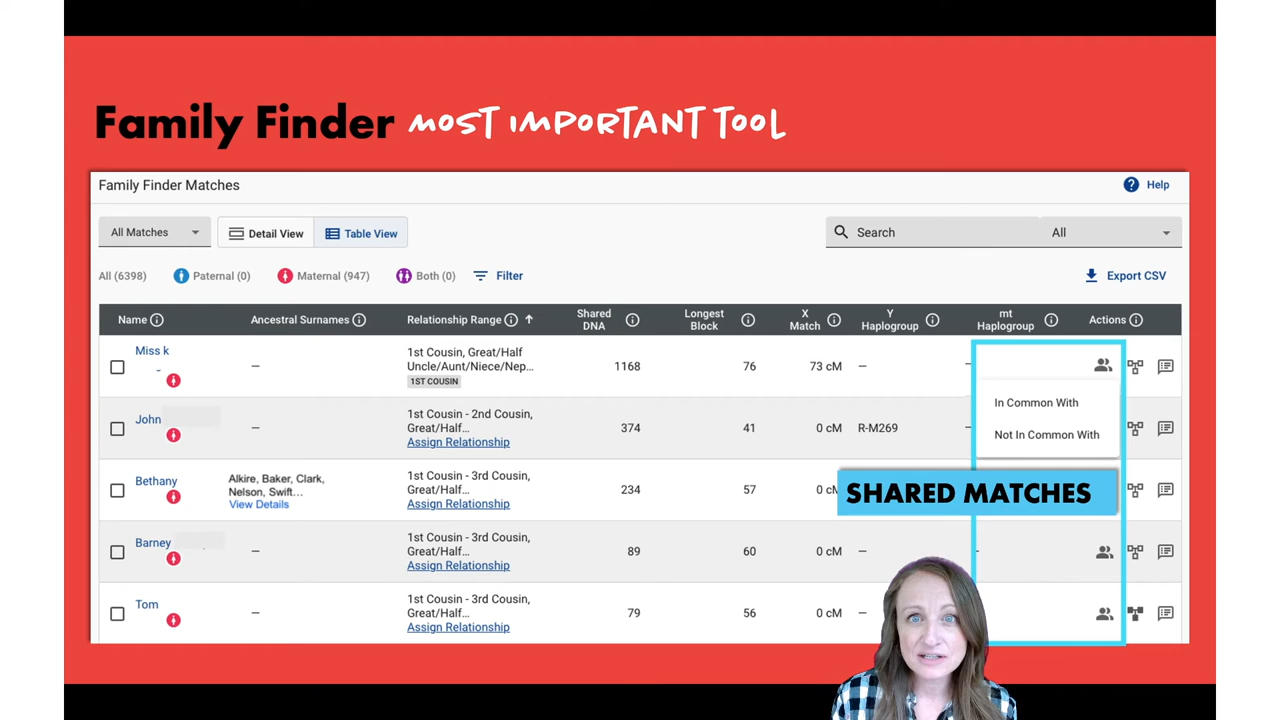 Family Finder MOST IMPORTANT TOOL
Family Finder Matches
Help
All Matches
Detail View
Table View
Search
All
All (6398)
Paternal (0)
Maternal (947)
Both (0)
Filter
Export CSV
Name
Ancestral Surnames
Relationship Range
Shared
DNA
Longest
Block
X
Match
Y
Haplogroup
mt
Haplogroup
Actions
Miss k
—
1st Cousin, Great/Half
Uncle/Aunt/Niece/Nep...
1ST COUSIN
1168
76
73 cM
—
In Common With
Not In Common With
John
—
1st Cousin - 2nd Cousin,
Great/Half...
Assign Relationship
374
41
0 cM
R-M269
Bethany
Alkire, Baker, Clark,
Nelson, Swift...
View Details
1st Cousin - 3rd Cousin,
Great/Half...
Assign Relationship
234
57
0 cM
SHARED MATCHES
Barney
—
1st Cousin - 3rd Cousin,
Great/Half...
Assign Relationship
89
60
0 cM
—
Tom
—
1st Cousin - 3rd Cousin,
Great/Half...
Assign Relationship
79
56
0 cM
—